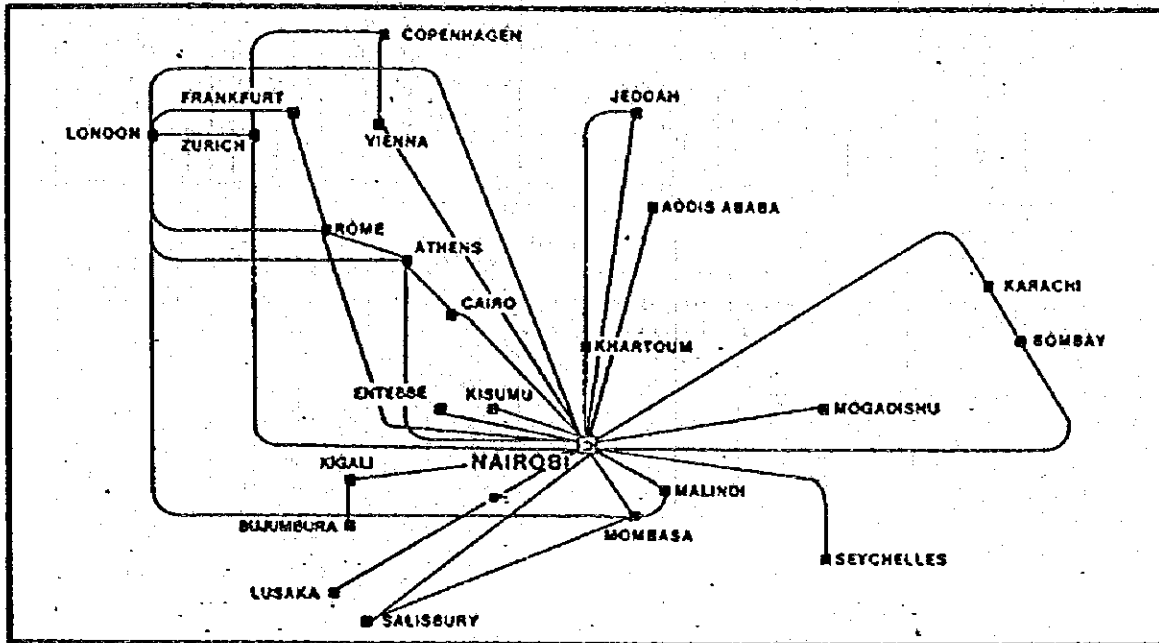 COPENHAGEN
FRANKFURT
JEDDAH
LONDON
ZURICH
VIENNA
ADDIS ABABA
ROME
ATHENS
KARACHI
CAIRO
KHARTOUM
BOMBAY
ENTEBBE
KISUMU
MOGADISHU
NAIROBI
KIGALI
MALINDI
BUJUMBURA
MOMBASA
SEYCHELLES
LUSAKA
SALISBURY